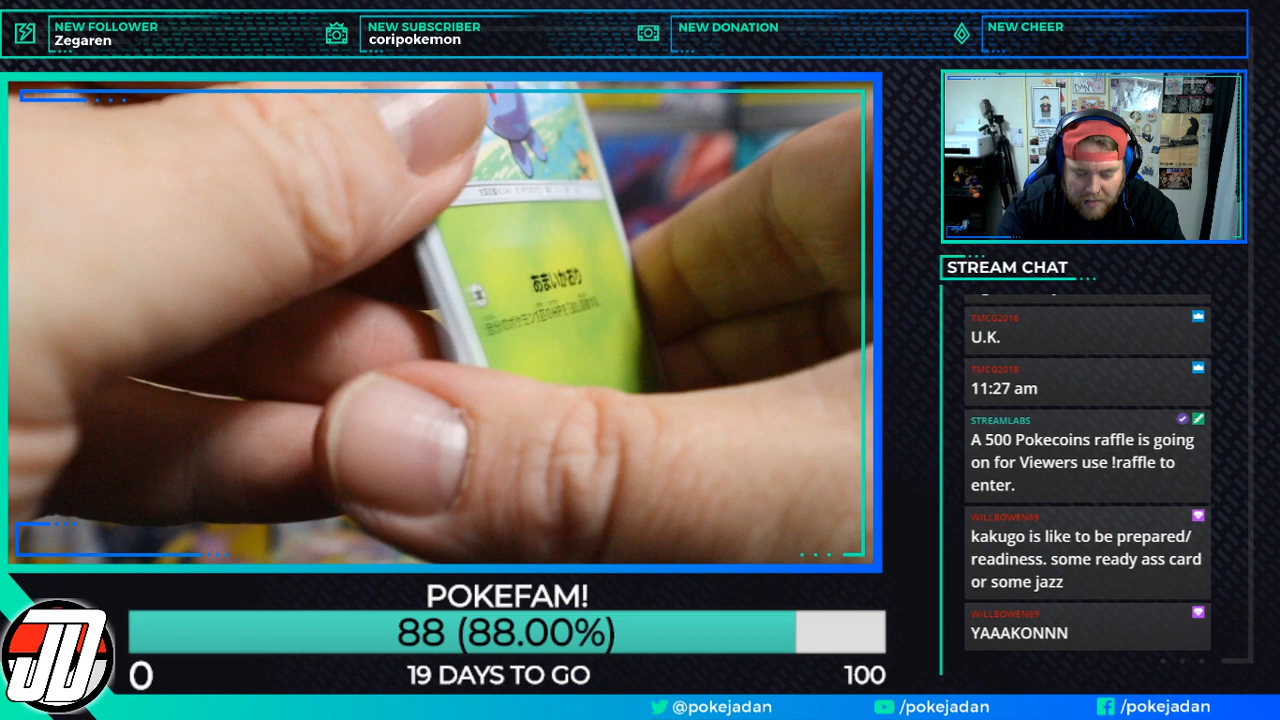 NEW FOLLOWER
Zegaren
NEW SUBSCRIBER
coripokemon
NEW DONATION
NEW CHEER
あまいかおり
STREAM CHAT
TMCG2018
U.K.
TMCG2018
11:27 am
STREAMLABS
A 500 Pokecoins raffle is going
on for Viewers use !raffle to
enter.
WILLBOWEN89
kakugo is like to be prepared/
readiness. some ready ass card
or some jazz
WILLBOWEN89
YAAAKONNN
POKEFAM!
88 (88.00%)
0
19 DAYS TO GO
100
JD
@pokejadan
/pokejadan
/pokejadan